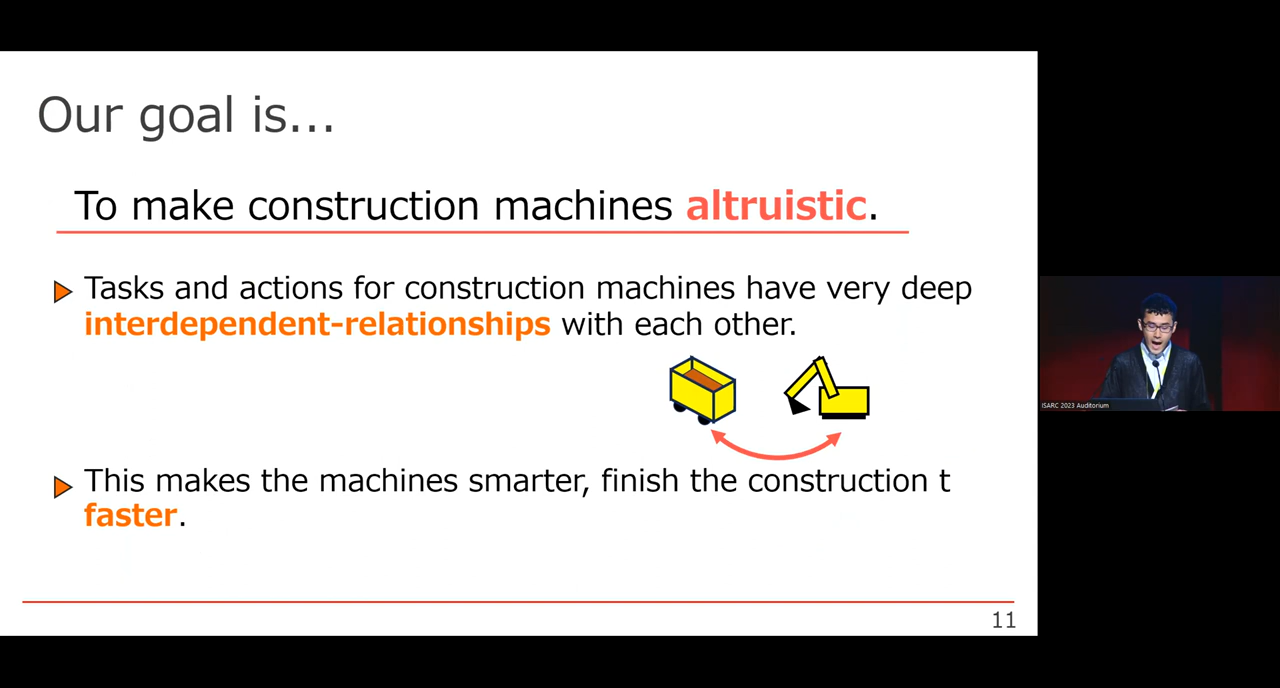 Our goal is...
To make construction machines altruistic.
Tasks and actions for construction machines have very deep
interdependent-relationships with each other.
This makes the machines smarter, finish the construction t
faster.
11
ISARC 2023 Auditorium